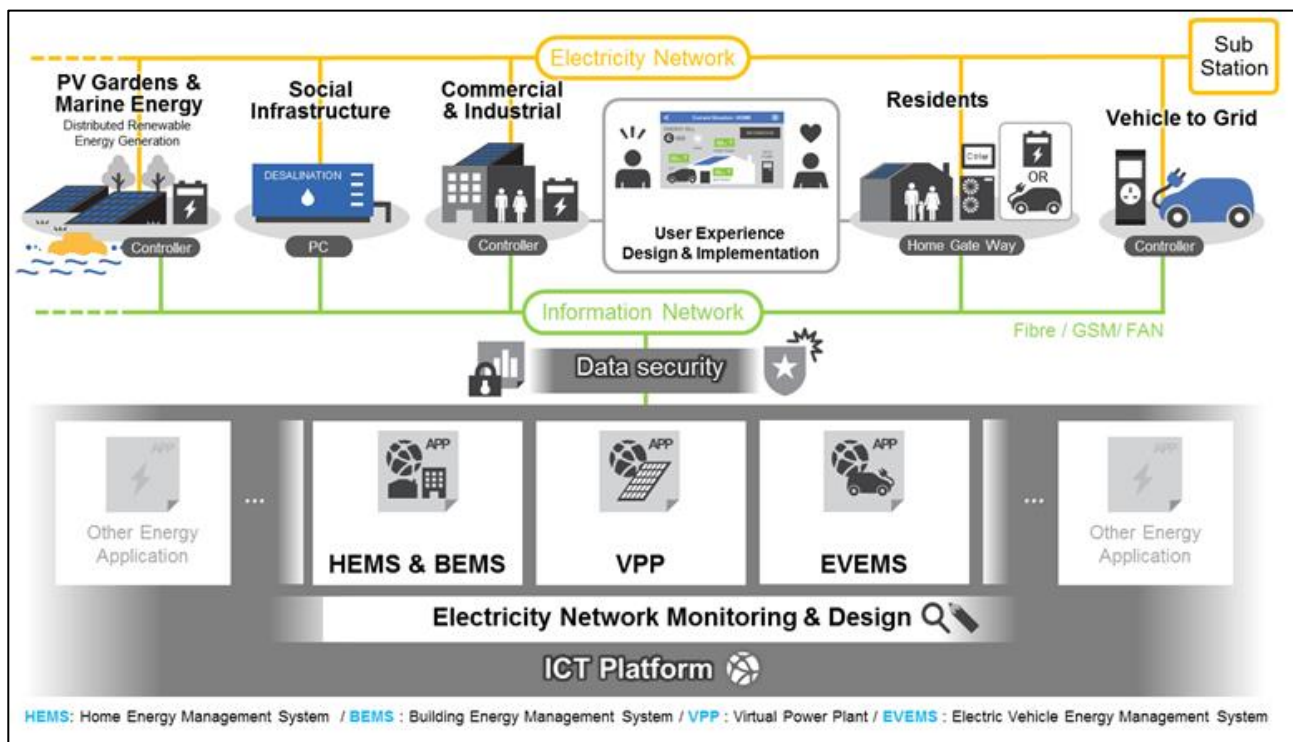 Electricity Network
Sub
Station
PV Gardens &
Marine Energy
Distributed Renewable
Energy Generation
Social
Infrastructure
Commercial
& Industrial
Residents
Vehicle to Grid
DESALINATION
OR
Controller
PC
Controller
User Experience
Design & Implementation
Home Gate Way
Controller
Information Network
Fibre / GSM/ FAN
Data security
APP
Other Energy
Application
...
APP
HEMS & BEMS
APP
VPP
APP
EVEMS
...
APP
Other Energy
Application
Electricity Network Monitoring & Design
ICT Platform
HEMS: Home Energy Management System / BEMS : Building Energy Management System / VPP : Virtual Power Plant / EVEMS : Electric Vehicle Energy Management System